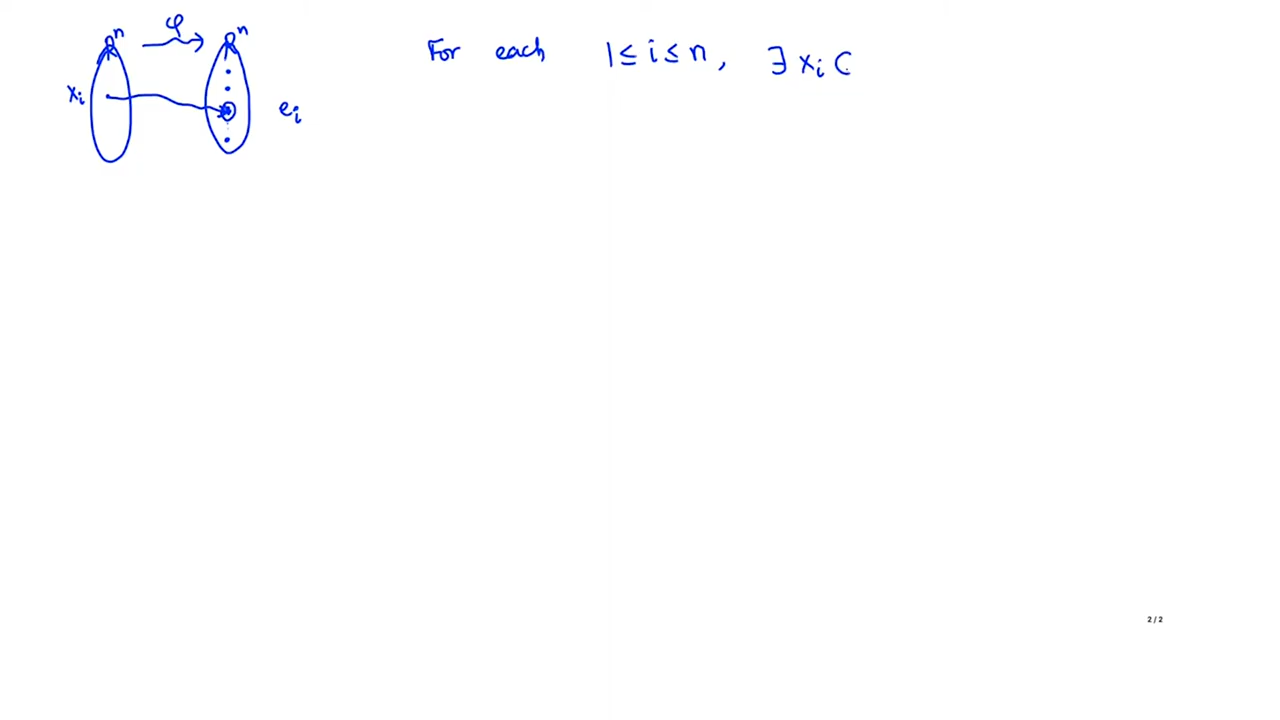 Rⁿ φ Rⁿ
For each 1 ≤ i ≤ n, ∃ xᵢ (
xᵢ eᵢ
2 / 2